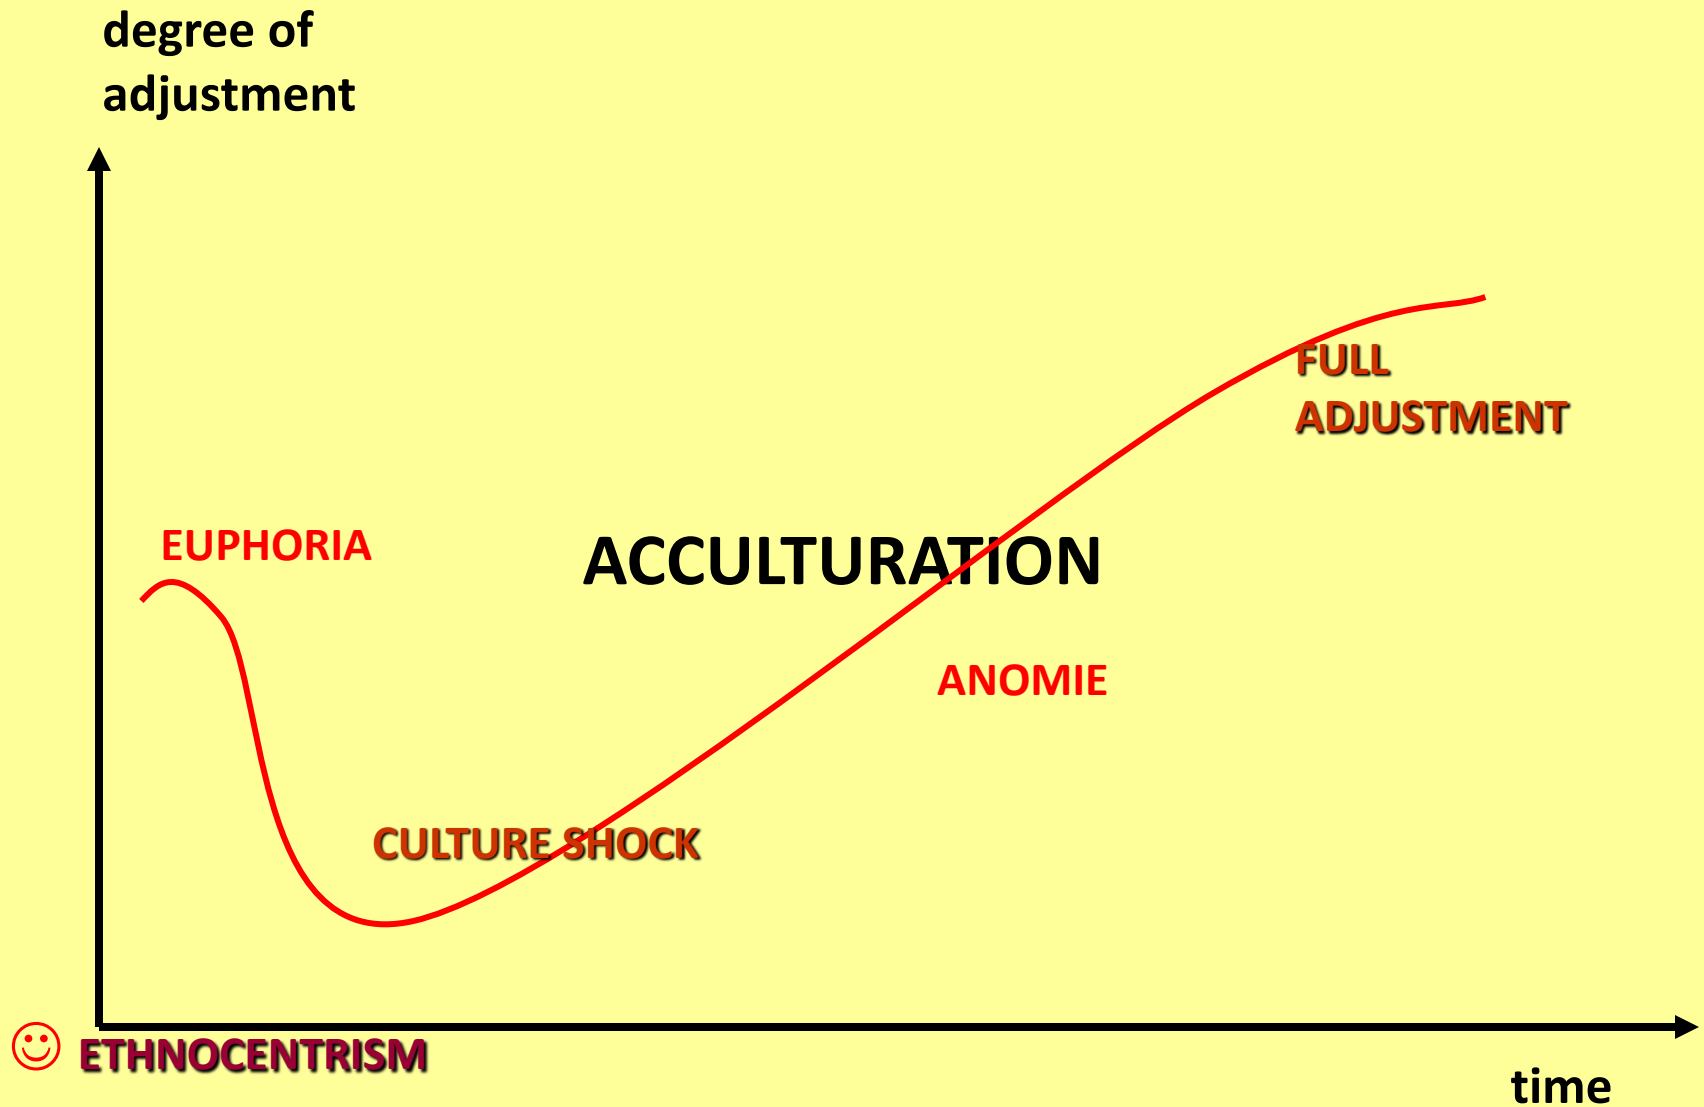 degree of
adjustment
FULL
ADJUSTMENT
EUPHORIA
ACCULTURATION
ANOMIE
CULTURE SHOCK
ETHNOCENTRISM
time